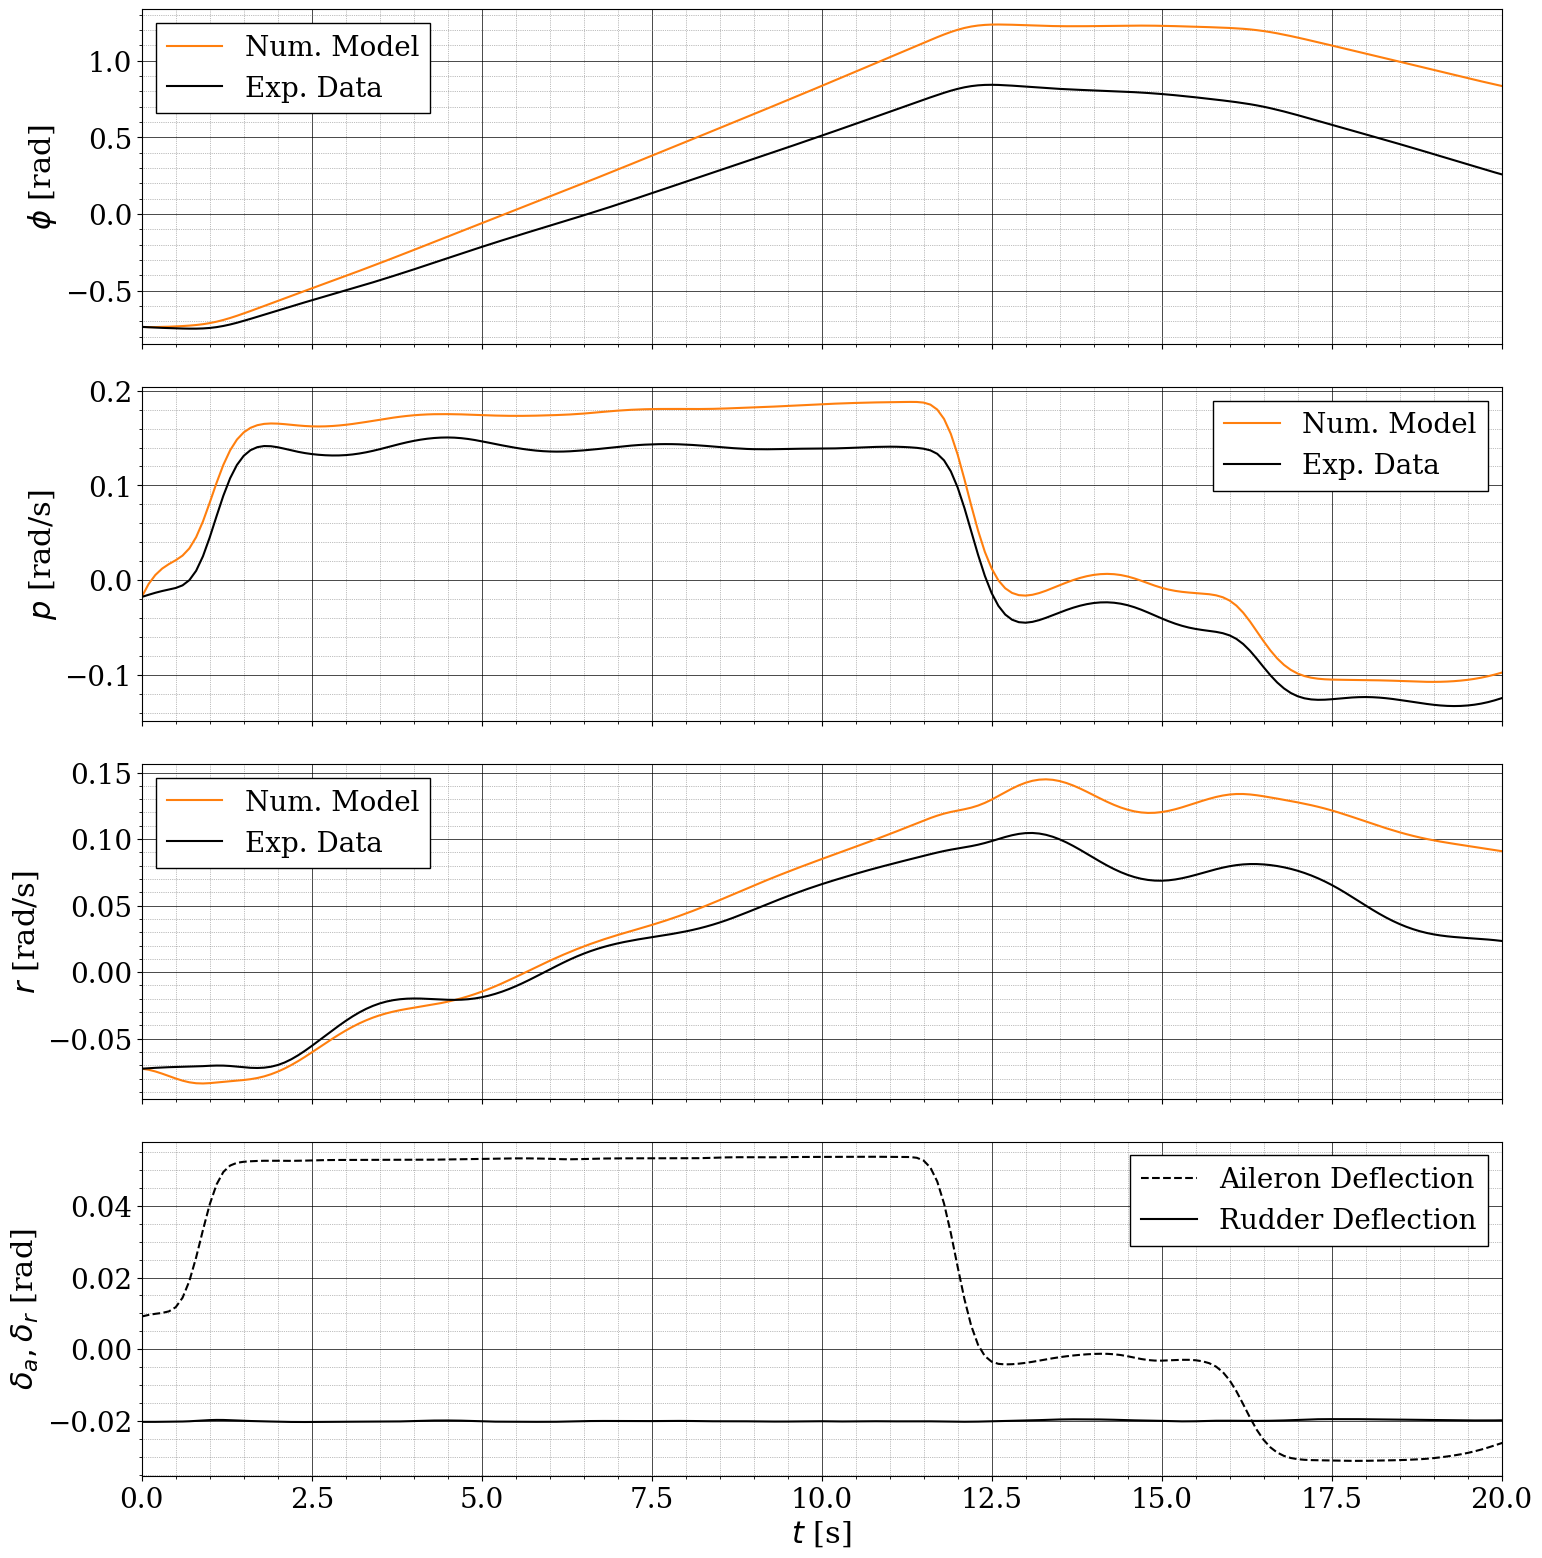 Num. Model
Exp. Data
1.0
0.5
0.0
−0.5
ϕ [rad]
Num. Model
Exp. Data
0.2
0.1
0.0
−0.1
p [rad/s]
Num. Model
Exp. Data
0.15
0.10
0.05
0.00
−0.05
r [rad/s]
Aileron Deflection
Rudder Deflection
0.04
0.02
0.00
−0.02
δₐ, δᵣ [rad]
0.0 2.5 5.0 7.5 10.0 12.5 15.0 17.5 20.0
t [s]